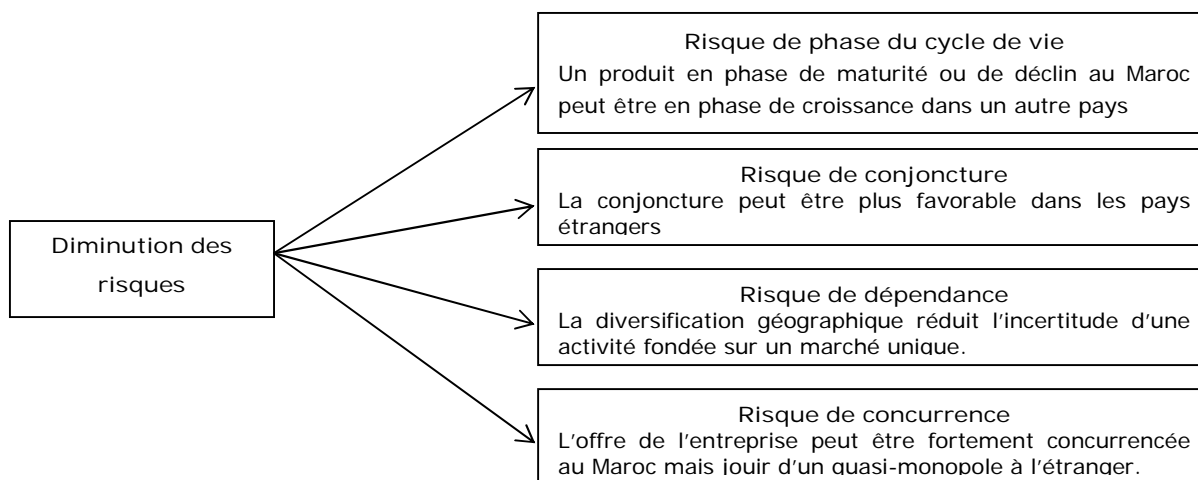 Risque de phase du cycle de vie
Un produit en phase de maturité ou de déclin au Maroc
peut être en phase de croissance dans un autre pays
Risque de conjoncture
La conjoncture peut être plus favorable dans les pays
étrangers
Diminution des
risques
Risque de dépendance
La diversification géographique réduit l'incertitude d'une
activité fondée sur un marché unique.
Risque de concurrence
L'offre de l'entreprise peut être fortement concurrencée
au Maroc mais jouir d'un quasi-monopole à l'étranger.